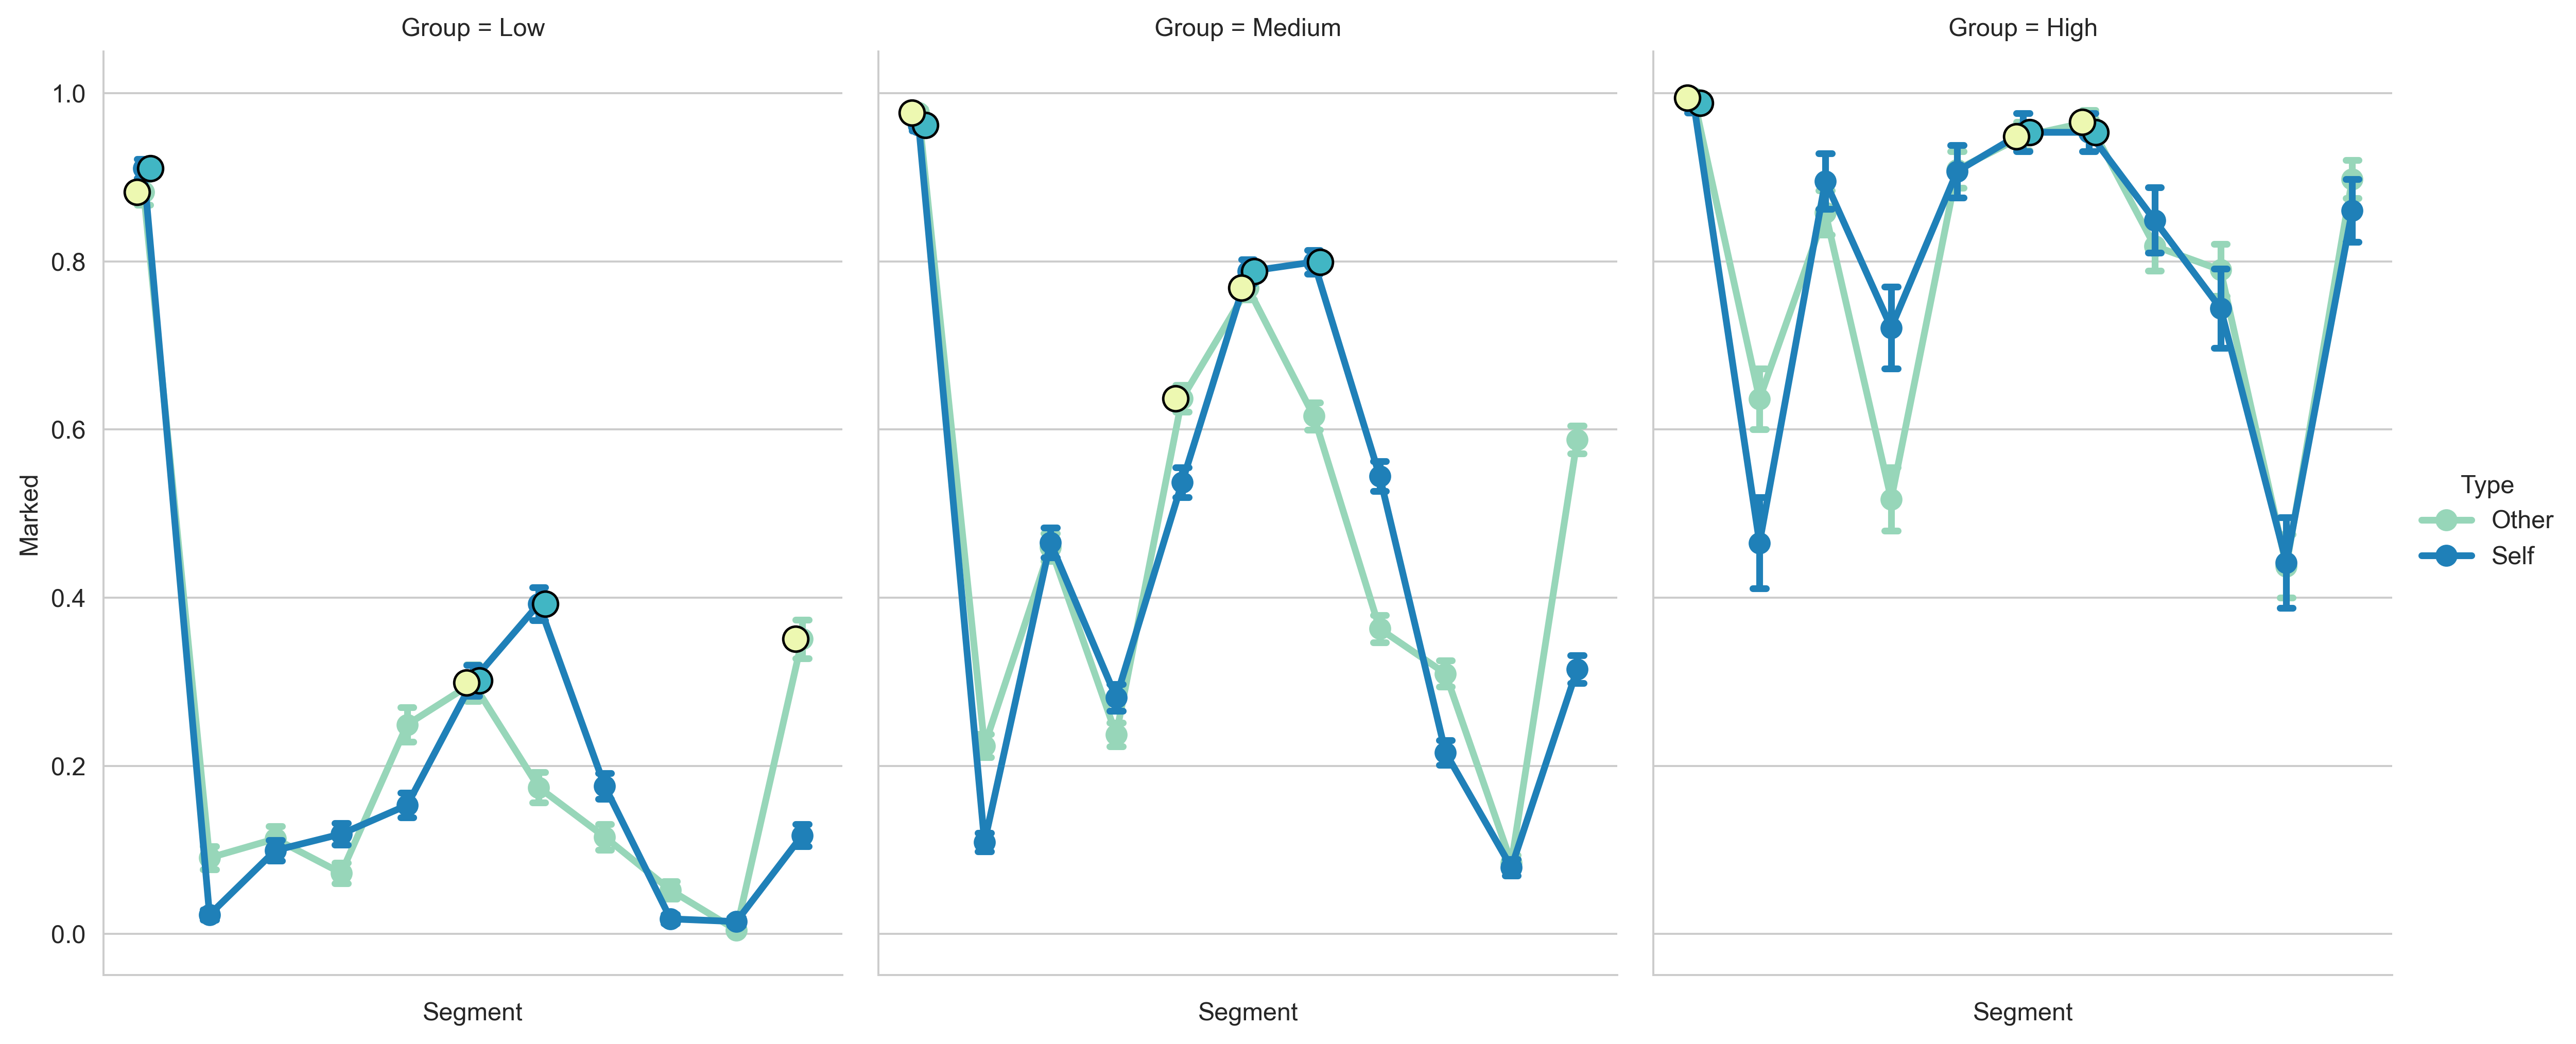 Group = Low
Group = Medium
Group = High
1.0
0.8
0.6
0.4
0.2
0.0
Marked
Segment
Segment
Segment
Type
Other
Self